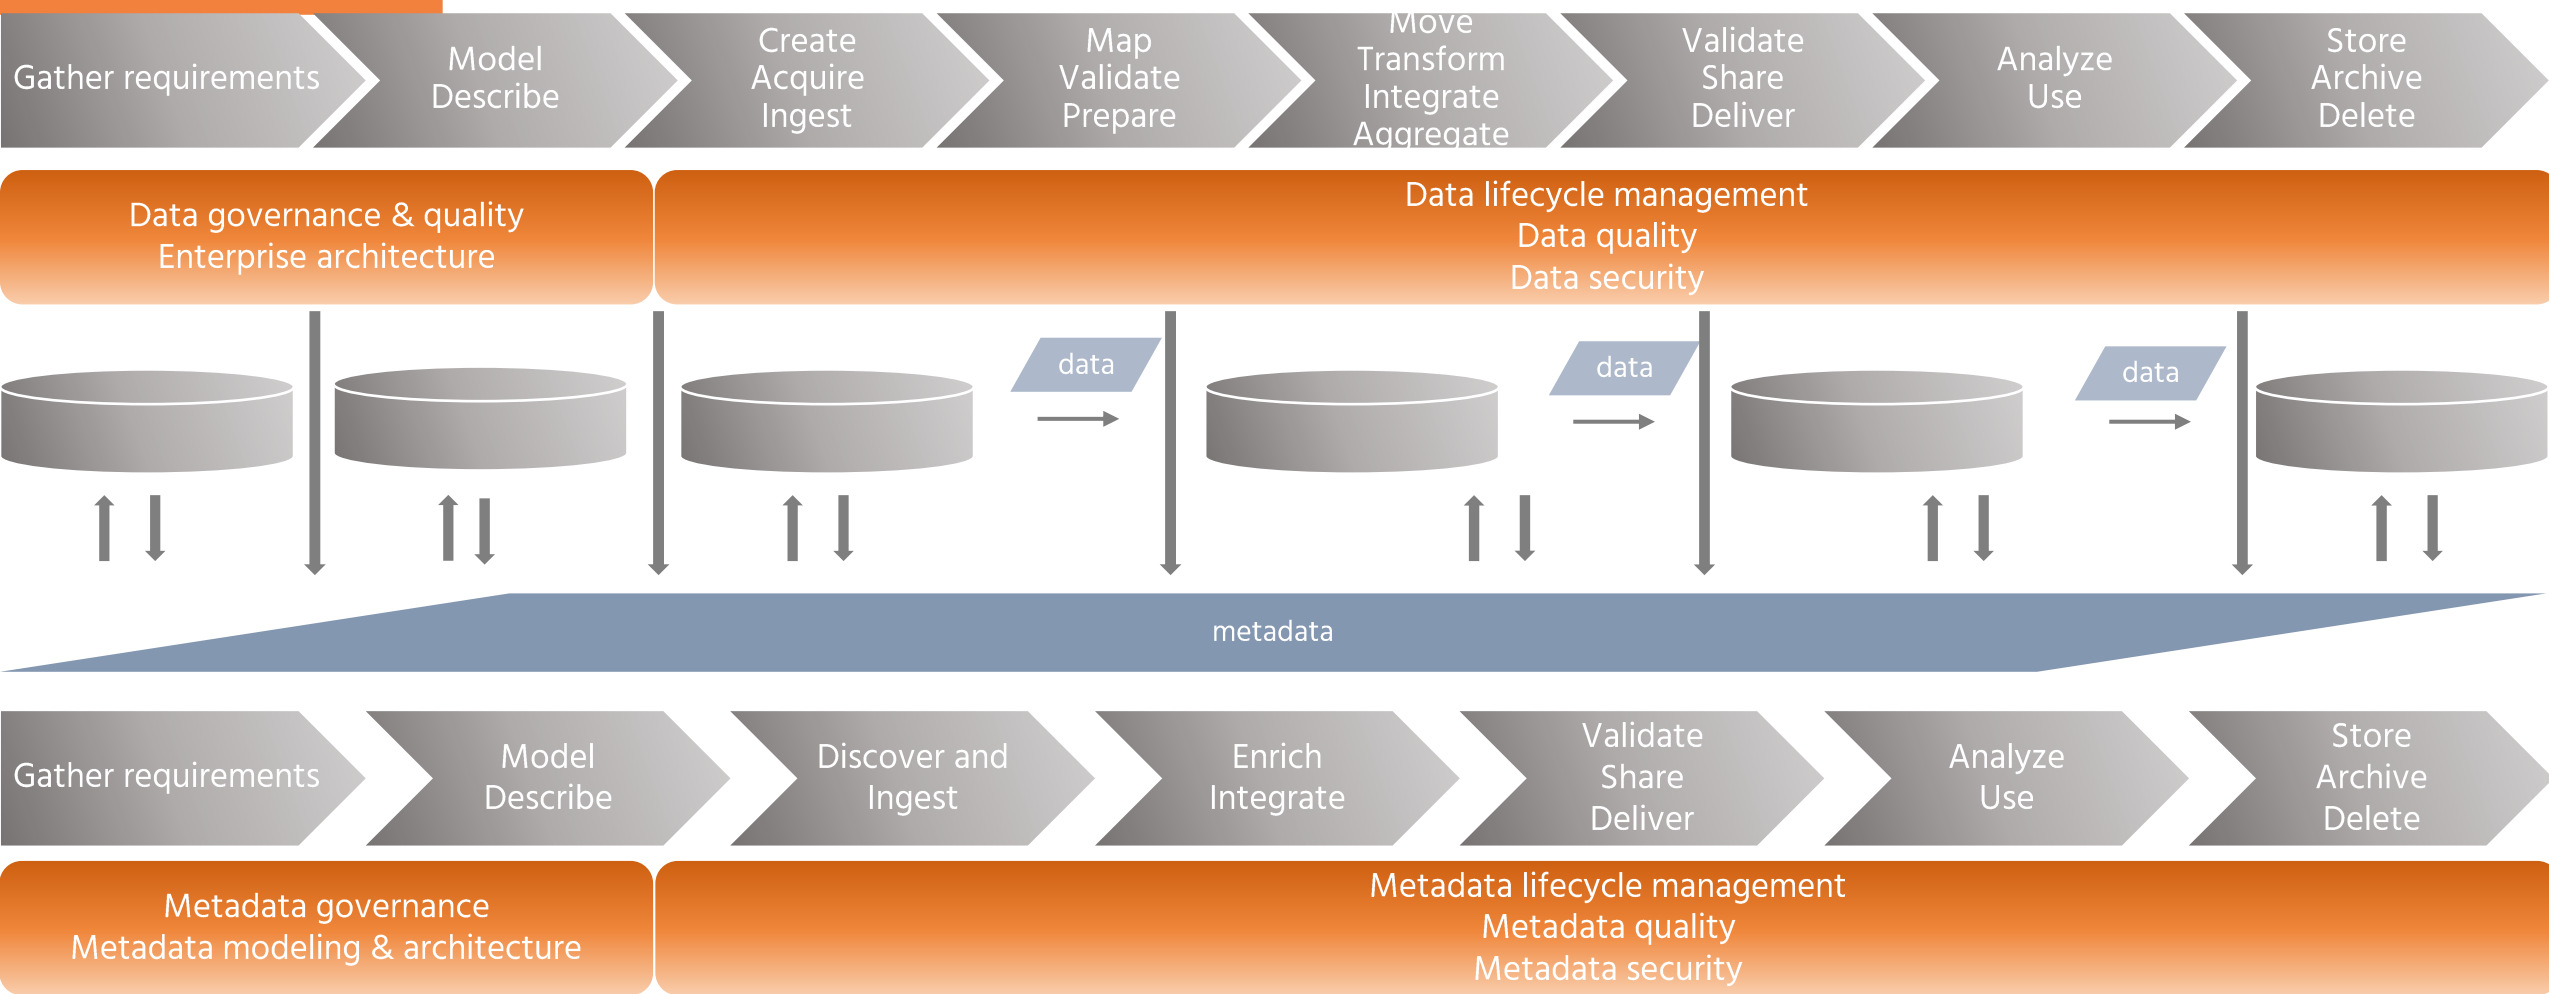 Gather requirements
Model
Describe
Create
Acquire
Ingest
Map
Validate
Prepare
Move
Transform
Integrate
Aggregate
Validate
Share
Deliver
Analyze
Use
Store
Archive
Delete
Data governance & quality
Enterprise architecture
Data lifecycle management
Data quality
Data security
data
data
data
metadata
Gather requirements
Model
Describe
Discover and
Ingest
Enrich
Integrate
Validate
Share
Deliver
Analyze
Use
Store
Archive
Delete
Metadata governance
Metadata modeling & architecture
Metadata lifecycle management
Metadata quality
Metadata security